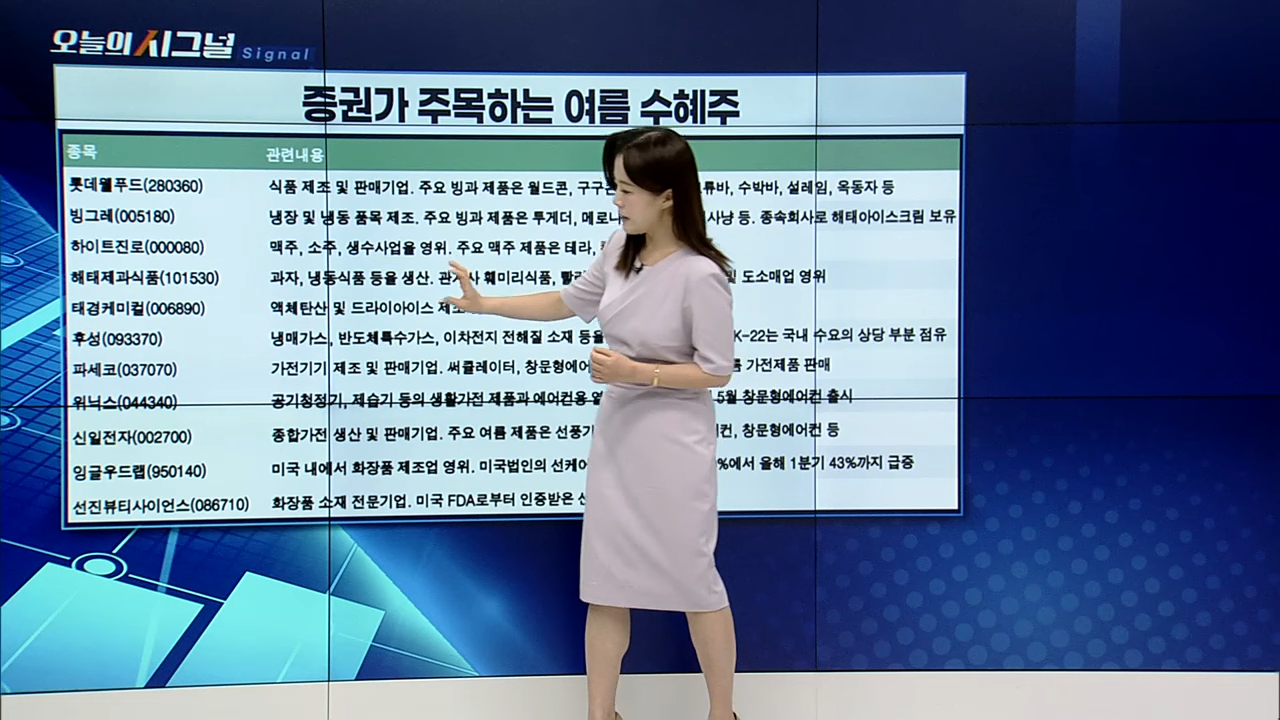 오늘의 시그널 Signal
증권가 주목하는 여름 수혜주
종목 관련내용
롯데웰푸드(280360) 식품 제조 및 판매기업. 주요 빙과 제품은 월드콘, 구구 류바, 수박바, 설레임, 옥동자 등
빙그레(005180) 냉장 및 냉동 품목 제조. 주요 빙과 제품은 투게더, 메로나 사냥 등. 종속회사로 해태아이스크림 보유
하이트진로(000080) 맥주, 소주, 생수사업을 영위. 주요 맥주 제품은 테라,
해태제과식품(101530) 과자, 냉동식품 등을 생산. 관계사 훼미리식품, 및 도소매업 영위
태경케미컬(006890) 액체탄산 및 드라이아이스 제조
후성(093370) 냉매가스, 반도체특수가스, 이차전지 전해질 소재 등을 K-22는 국내 수요의 상당 부분 점유
파세코(037070) 가전기기 제조 및 판매기업. 써큘레이터, 창문형에어 가전제품 판매
위닉스(044340) 공기청정기, 제습기 등의 생활가전 제품과 에어컨용 5월 창문형에어컨 출시
신일전자(002700) 종합가전 생산 및 판매기업. 주요 여름 제품은 선풍기 컨, 창문형에어컨 등
잉글우드랩(950140) 미국 내에서 화장품 제조업 영위. 미국법인의 선케어 %에서 올해 1분기 43%까지 급증
선진뷰티사이언스(086710) 화장품 소재 전문기업. 미국 FDA로부터 인증받은